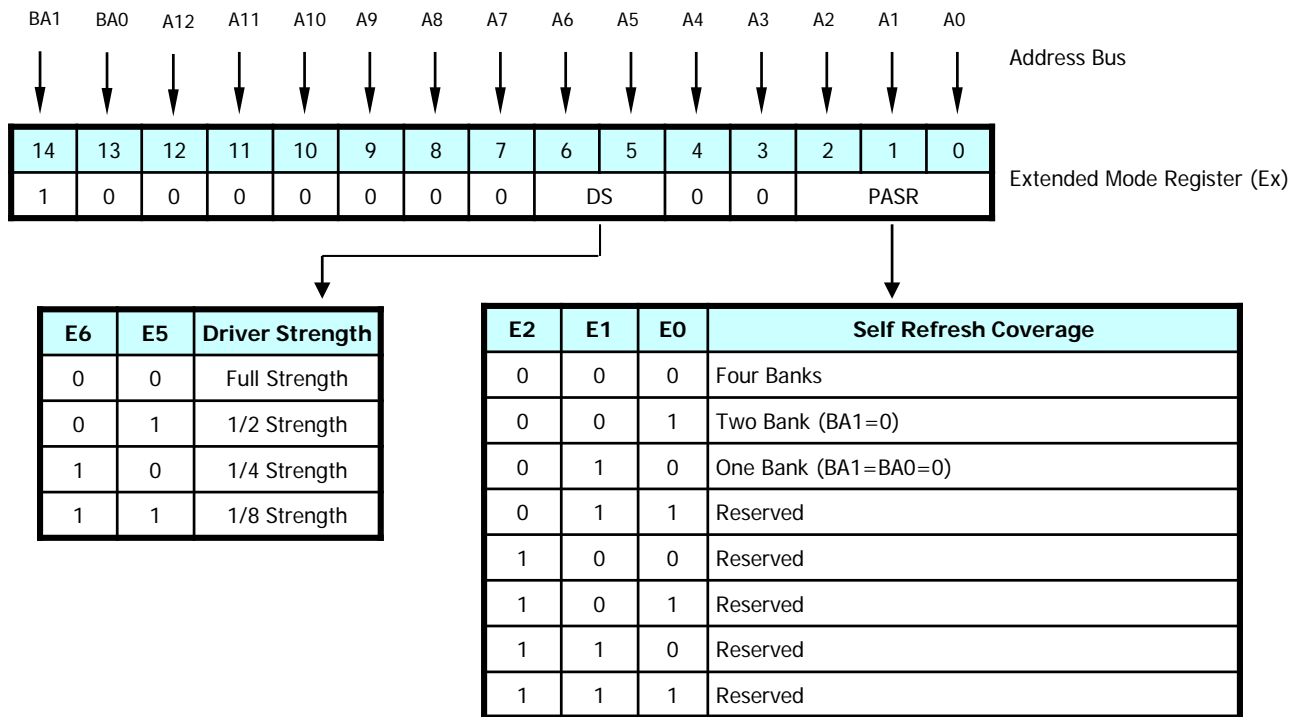 BA1 BA0 A12 A11 A10 A9 A8 A7 A6 A5 A4 A3 A2 A1 A0
Address Bus
14 13 12 11 10 9 8 7 6 5 4 3 2 1 0
1 0 0 0 0 0 0 0 DS 0 0 PASR
Extended Mode Register (Ex)
E6 E5 Driver Strength
0 0 Full Strength
0 1 1/2 Strength
1 0 1/4 Strength
1 1 1/8 Strength
E2 E1 E0 Self Refresh Coverage
0 0 0 Four Banks
0 0 1 Two Bank (BA1=0)
0 1 0 One Bank (BA1=BA0=0)
0 1 1 Reserved
1 0 0 Reserved
1 0 1 Reserved
1 1 0 Reserved
1 1 1 Reserved